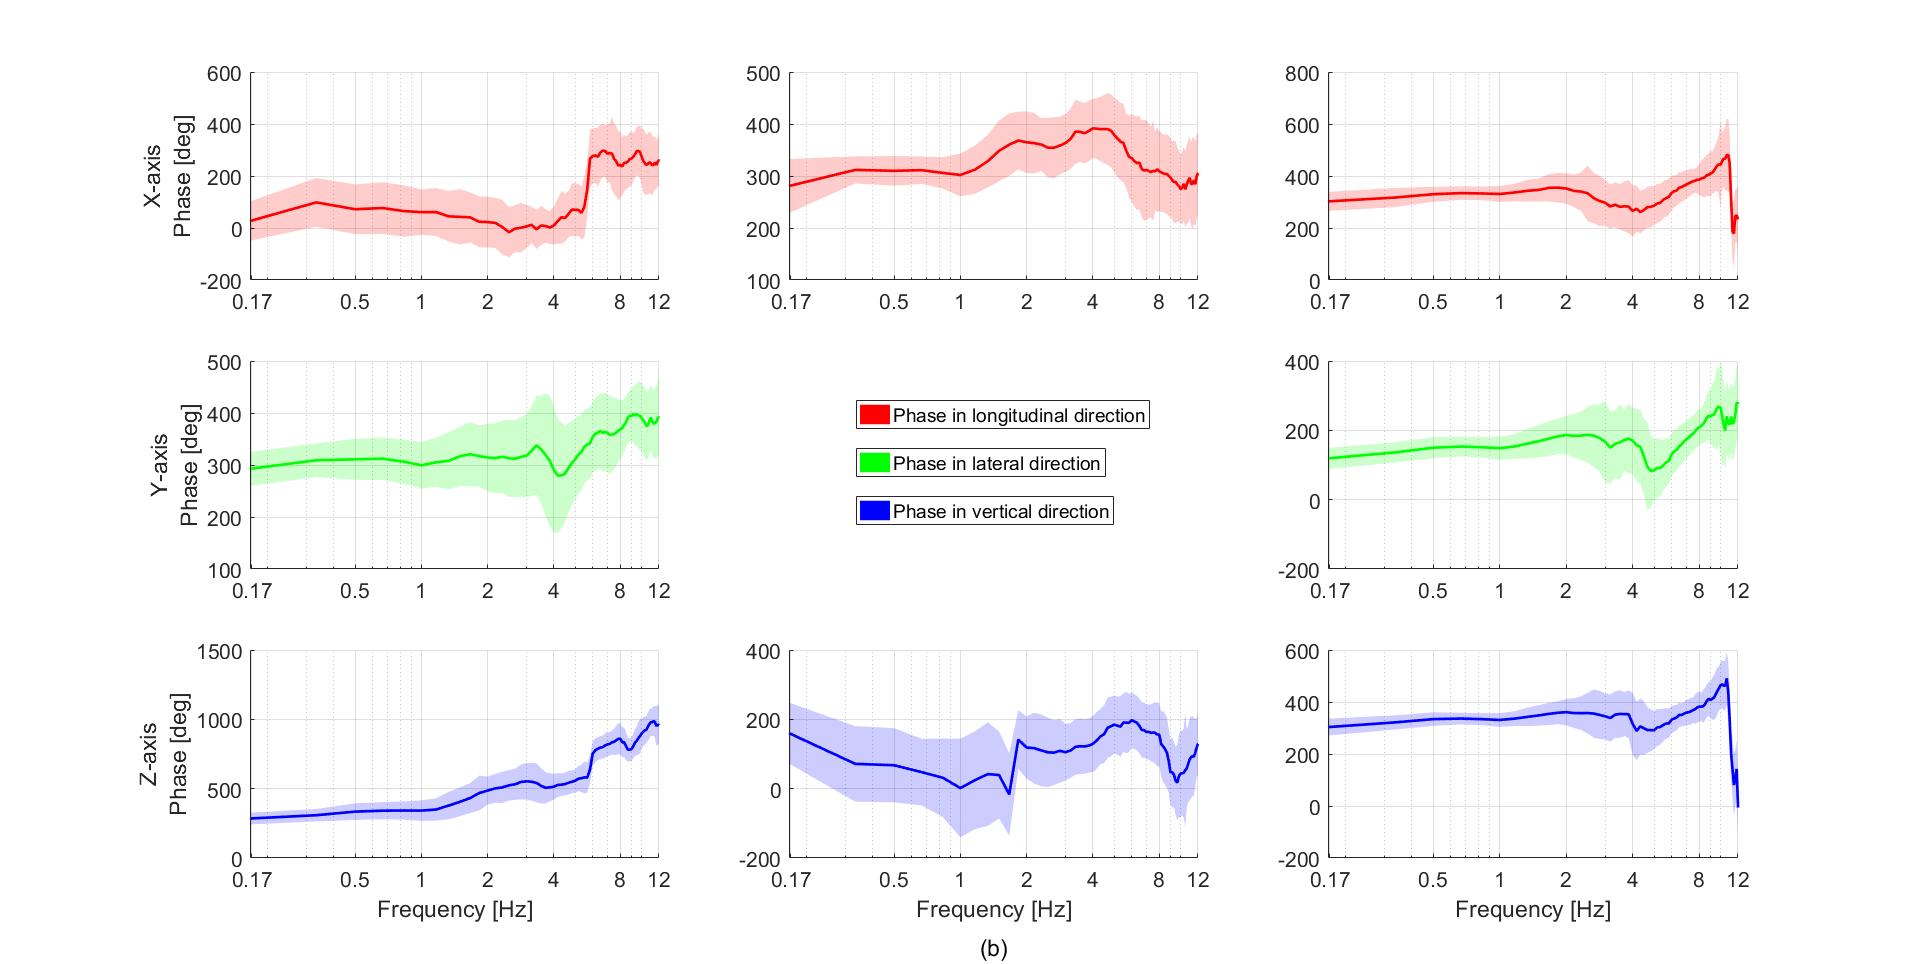 600
400
200
0
-200
X-axis
Phase [deg]
0.17 0.5 1 2 4 8 12
500
400
300
200
100
0.17 0.5 1 2 4 8 12
800
600
400
200
0
0.17 0.5 1 2 4 8 12
500
400
300
200
100
Y-axis
Phase [deg]
0.17 0.5 1 2 4 8 12
Phase in longitudinal direction
Phase in lateral direction
Phase in vertical direction
400
200
0
-200
0.17 0.5 1 2 4 8 12
1500
1000
500
0
Z-axis
Phase [deg]
0.17 0.5 1 2 4 8 12
Frequency [Hz]
400
200
0
-200
0.17 0.5 1 2 4 8 12
Frequency [Hz]
600
400
200
0
-200
0.17 0.5 1 2 4 8 12
Frequency [Hz]
(b)